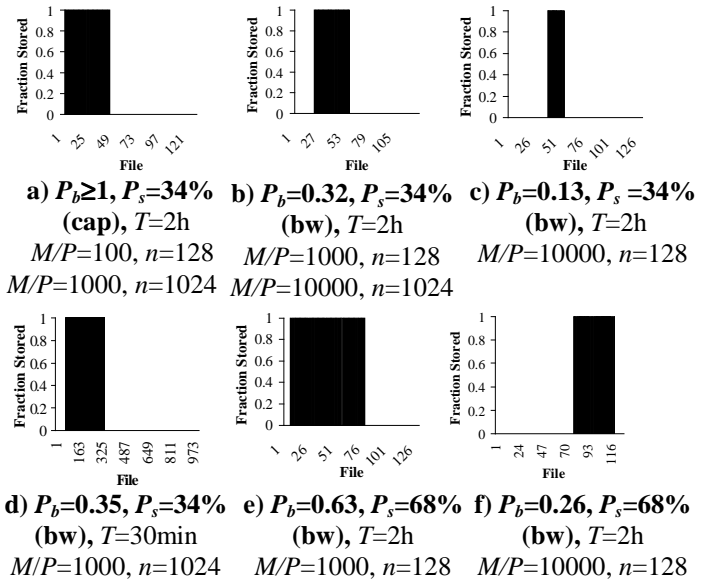 Fraction Stored
1
0.8
0.6
0.4
0.2
0
1 25 49 73 97 121
File
a) Pb≥1, Ps=34%
(cap), T=2h
M/P=100, n=128
M/P=1000, n=1024
Fraction Stored
1
0.8
0.6
0.4
0.2
0
1 27 53 79 105
File
b) Pb=0.32, Ps=34%
(bw), T=2h
M/P=1000, n=128
M/P=10000, n=1024
Fraction Stored
1
0.8
0.6
0.4
0.2
0
1 26 51 76 101 126
File
c) Pb=0.13, Ps =34%
(bw), T=2h
M/P=10000, n=128
Fraction Stored
1
0.8
0.6
0.4
0.2
0
1 163 325 487 649 811 973
File
d) Pb=0.35, Ps=34%
(bw), T=30min
M/P=1000, n=1024
Fraction Stored
1
0.8
0.6
0.4
0.2
0
1 26 51 76 101 126
File
e) Pb=0.63, Ps=68%
(bw), T=2h
M/P=1000, n=128
Fraction Stored
1
0.8
0.6
0.4
0.2
0
1 24 47 70 93 116
File
f) Pb=0.26, Ps=68%
(bw), T=2h
M/P=10000, n=128